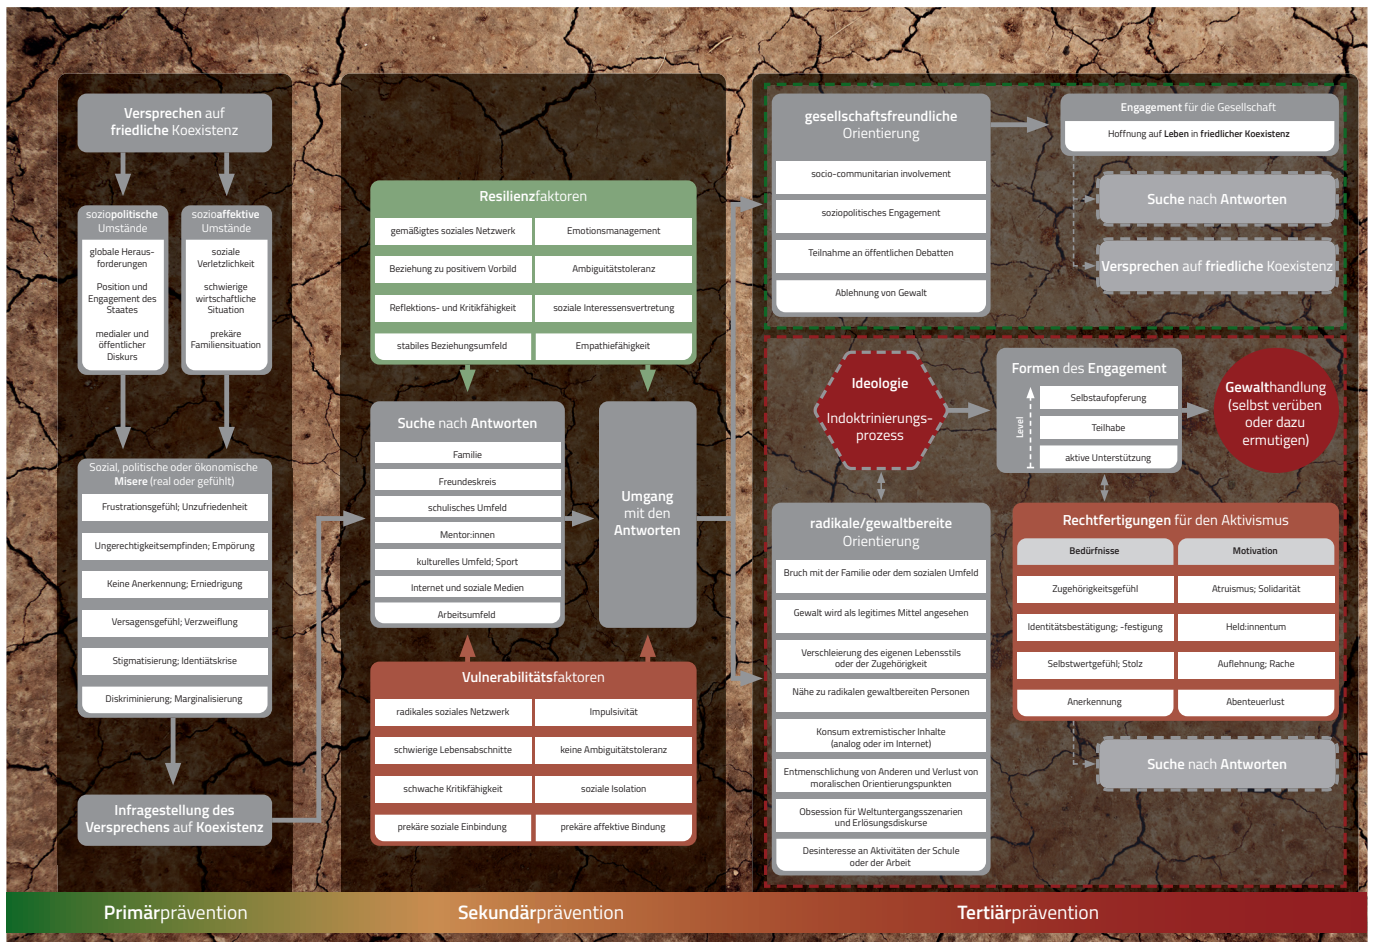 Versprechen auf
friedliche Koexistenz
soziopolitische
Umstände
globale Heraus-
forderungen
Position und
Engagement des
Staates
medialer und
öffentlicher
Diskurs
sozioaffektive
Umstände
soziale
Verletzlichkeit
schwierige
wirtschaftliche
Situation
prekäre
Familiensituation
Sozial, politische oder ökonomische
Misere (real oder gefühlt)
Frustrationsgefühl; Unzufriedenheit
Ungerechtigkeitsempfinden; Empörung
Keine Anerkennung; Erniedrigung
Versagensgefühl; Verzweiflung
Stigmatisierung; Identiätskrise
Diskriminierung; Marginalisierung
Infragestellung des
Versprechens auf Koexistenz
Resilienzfaktoren
gemäßigtes soziales Netzwerk
Emotionsmanagement
Beziehung zu positivem Vorbild
Ambiguitätstoleranz
Reflektions- und Kritikfähigkeit
soziale Interessensvertretung
stabiles Beziehungsumfeld
Empathiefähigkeit
Suche nach Antworten
Familie
Freundeskreis
schulisches Umfeld
Mentor:innen
kulturelles Umfeld; Sport
Internet und soziale Medien
Arbeitsumfeld
Umgang
mit den
Antworten
Vulnerabilitätsfaktoren
radikales soziales Netzwerk
Impulsivität
schwierige Lebensabschnitte
keine Ambiguitätstoleranz
schwache Kritikfähigkeit
soziale Isolation
prekäre soziale Einbindung
prekäre affektive Bindung
gesellschaftsfreundliche
Orientierung
socio-communitarian involvement
soziopolitisches Engagement
Teilnahme an öffentlichen Debatten
Ablehnung von Gewalt
Engagement für die Gesellschaft
Hoffnung auf Leben in friedlicher Koexistenz
Suche nach Antworten
Versprechen auf friedliche Koexistenz
Ideologie
Indoktrinierungs-
prozess
Formen des Engagement
Level
Selbstaufopferung
Teilhabe
aktive Unterstützung
Gewalthandlung
(selbst verüben
oder dazu
ermutigen)
radikale/gewaltbereite
Orientierung
Bruch mit der Familie oder dem sozialen Umfeld
Gewalt wird als legitimes Mittel angesehen
Verschleierung des eigenen Lebensstils
oder der Zugehörigkeit
Nähe zu radikalen gewaltbereiten Personen
Konsum extremistischer Inhalte
(analog oder im Internet)
Entmenschlichung von Anderen und Verlust von
moralischen Orientierungspunkten
Obsession für Weltuntergangsszenarien
und Erlösungsdiskurse
Desinteresse an Aktivitäten der Schule
oder der Arbeit
Rechtfertigungen für den Aktivismus
Bedürfnisse
Motivation
Zugehörigkeitsgefühl
Atruismus; Solidarität
Identitätsbestätigung; -festigung
Held:innentum
Selbstwertgefühl; Stolz
Auflehnung; Rache
Anerkennung
Abenteuerlust
Suche nach Antworten
Primärprävention
Sekundärprävention
Tertiärprävention